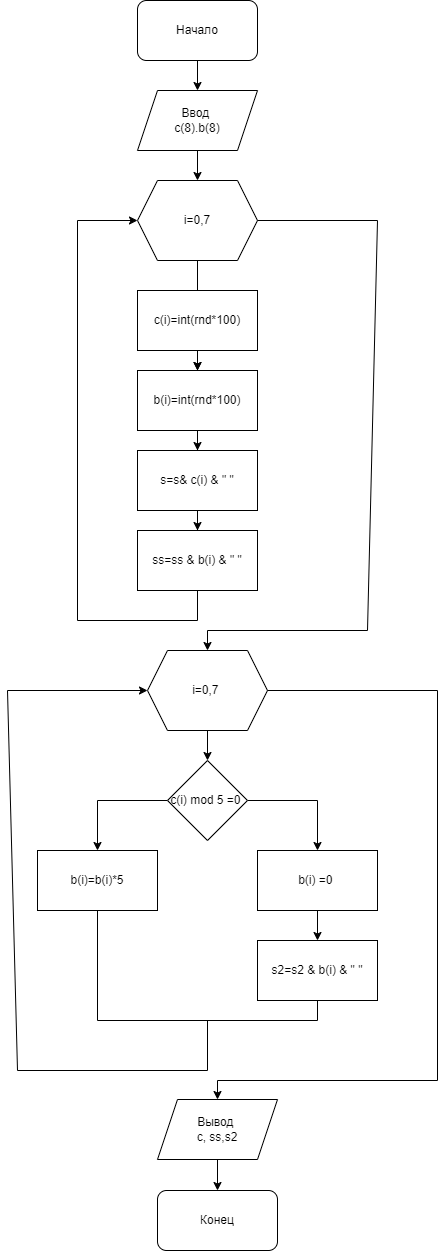 Начало
Ввод
c(8).b(8)
i=0,7
c(i)=int(rnd*100)
b(i)=int(rnd*100)
s=s& c(i) & " "
ss=ss & b(i) & " "
i=0,7
c(i) mod 5 =0
b(i)=b(i)*5
b(i) =0
s2=s2 & b(i) & " "
Вывод
c, ss,s2
Конец